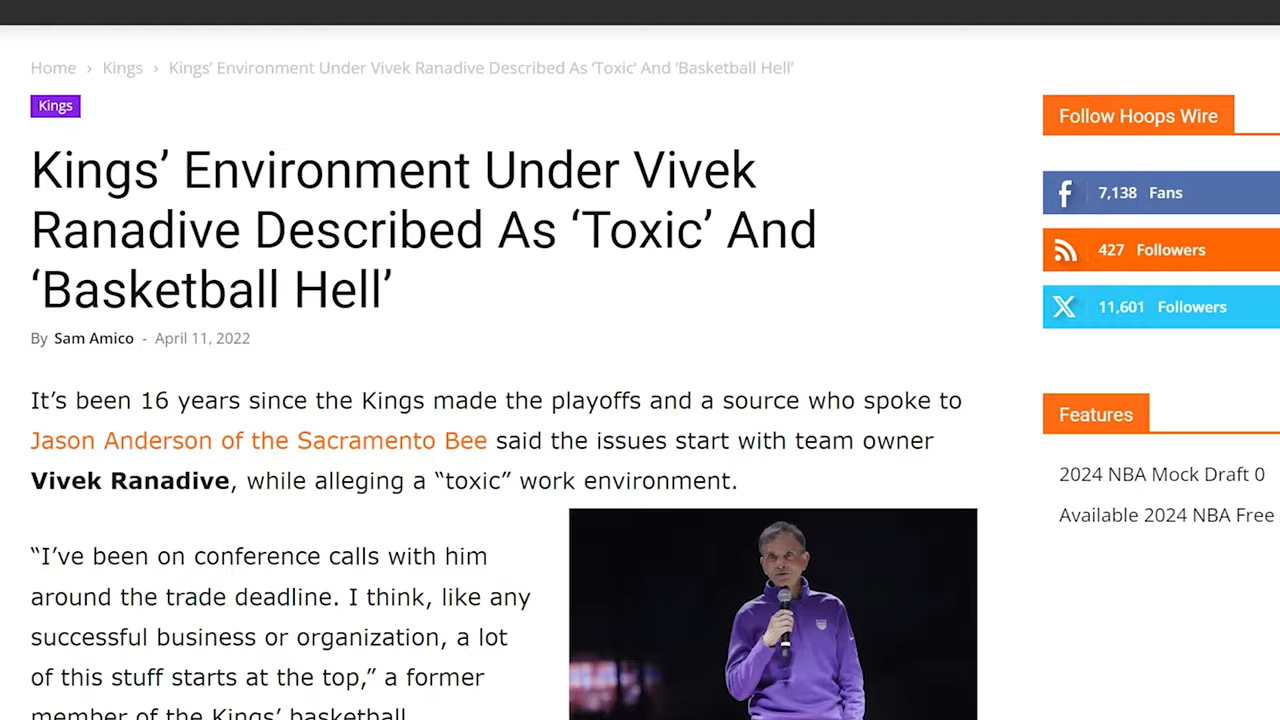 Home › Kings › Kings’ Environment Under Vivek Ranadive Described As ‘Toxic’ And ‘Basketball Hell’
Kings
Kings’ Environment Under Vivek
Ranadive Described As ‘Toxic’ And
‘Basketball Hell’
By Sam Amico - April 11, 2022
It’s been 16 years since the Kings made the playoffs and a source who spoke to
Jason Anderson of the Sacramento Bee said the issues start with team owner
Vivek Ranadive, while alleging a “toxic” work environment.
“I’ve been on conference calls with him
around the trade deadline. I think, like any
successful business or organization, a lot
of this stuff starts at the top,” a former
member of the Kings’ basketball
Follow Hoops Wire
7,138 Fans
427 Followers
11,601 Followers
Features
2024 NBA Mock Draft 0
Available 2024 NBA Free